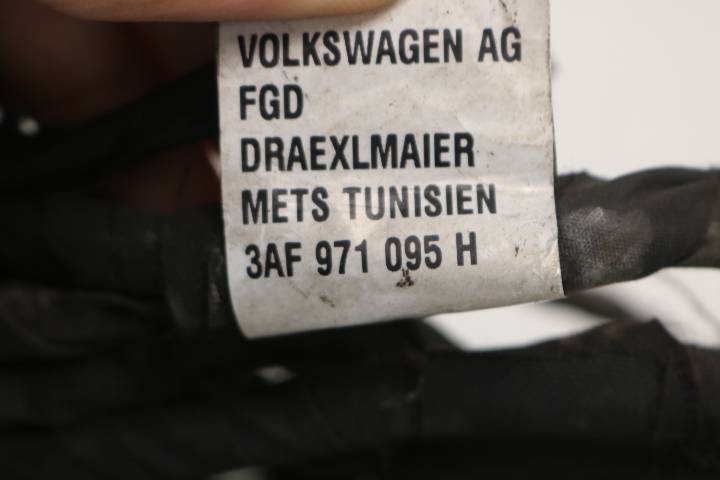 VOLKSWAGEN AG
FGD
DRAEXLMAIER
METS TUNISIEN
3AF 971 095 H